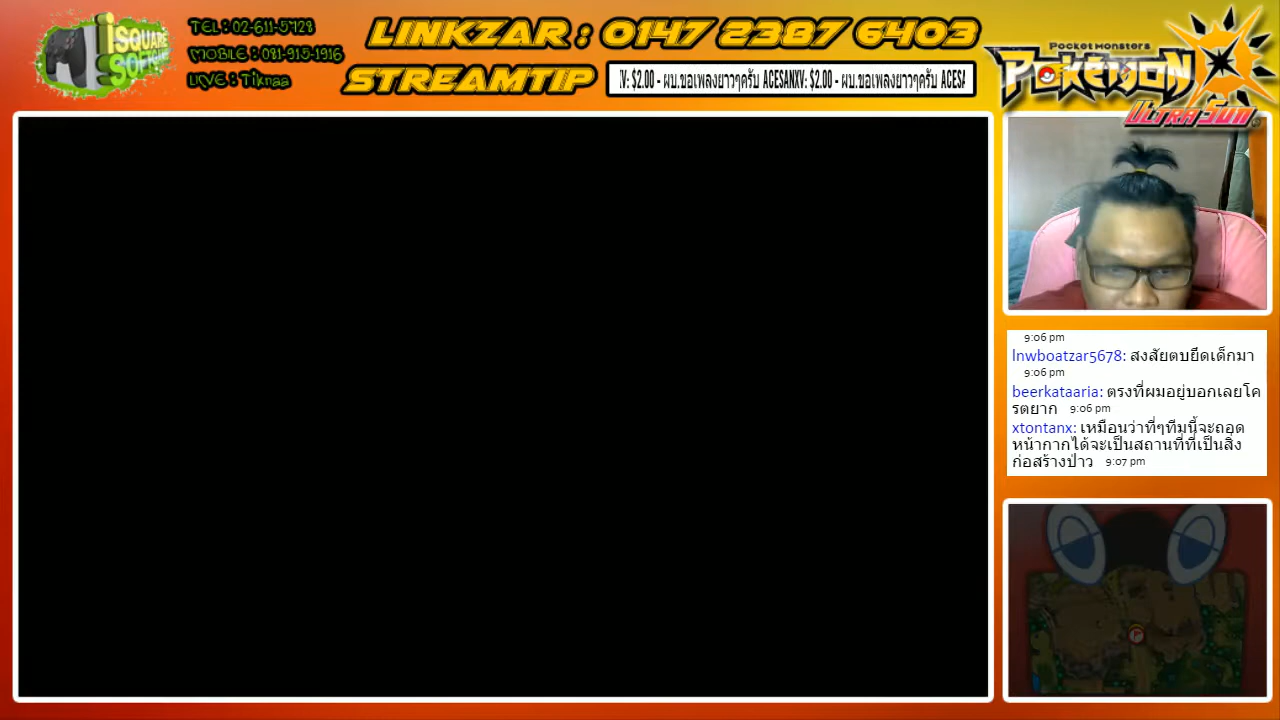 iSQUARE
SOFTGAME
TEL : 02-611-5728
MOBILE : 081-915-1916
LINE : Tiknaa
LINKZAR : 0147 2387 6403
STREAMTIP
XV: $2.00 - ผบ.ขอเพลงยาวๆครับ ACESANXV: $2.00 - ผบ.ขอเพลงยาวๆครับ ACESA
Pocket Monsters
POKÉMON
ULTRA SUN
9:06 pm
lnwboatzar5678: สงสัยตบยึดเด็กมา
9:06 pm
beerkataaria: ตรงที่ผมอยู่บอกเลยโค
รตยาก 9:06 pm
xtontanx: เหมือนว่าที่ๆทีมนี้จะถอด
หน้ากากได้จะเป็นสถานที่ที่เป็นสิ่ง
ก่อสร้างป่าว 9:07 pm